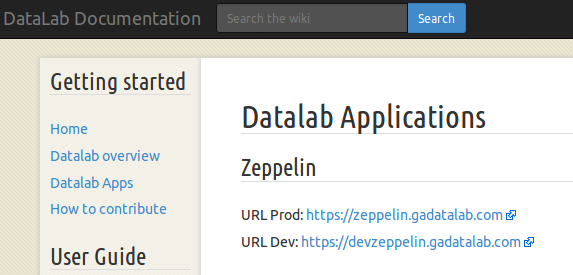 DataLab Documentation
Search the wiki
Search
Getting started
Home
Datalab overview
Datalab Apps
How to contribute
User Guide
Datalab Applications
Zeppelin
URL Prod: https://zeppelin.gadatalab.com
URL Dev: https://devzeppelin.gadatalab.com